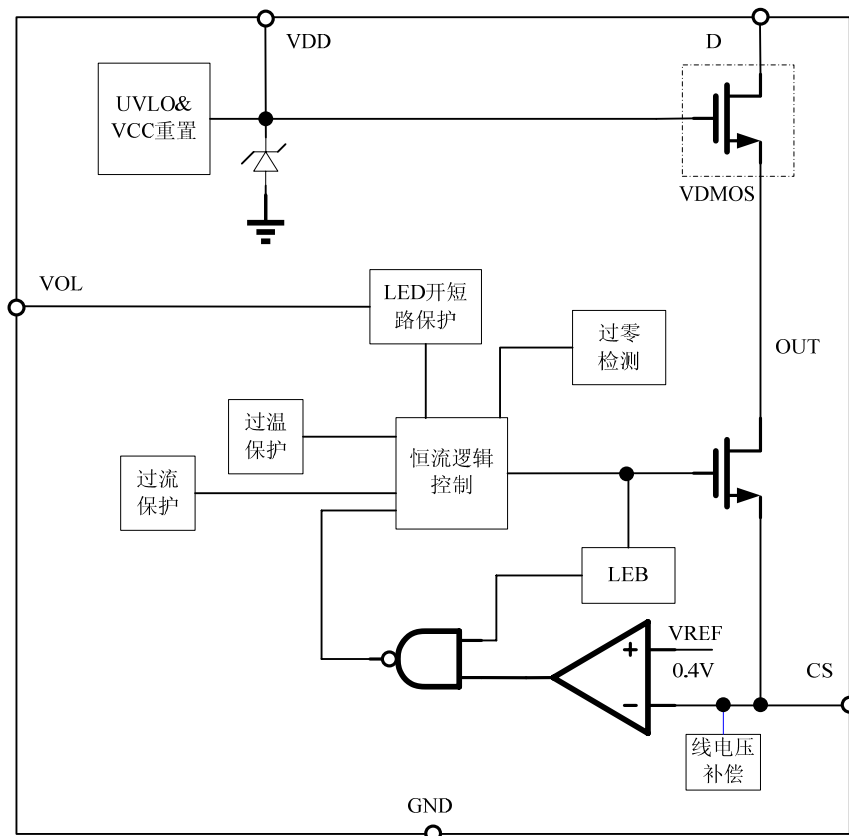 VDD
D
UVLO&
VCC重置
VDMOS
VOL
LED开短
路保护
过零
检测
OUT
过温
保护
恒流逻辑
控制
过流
保护
LEB
VREF
0.4V
CS
线电压
补偿
GND